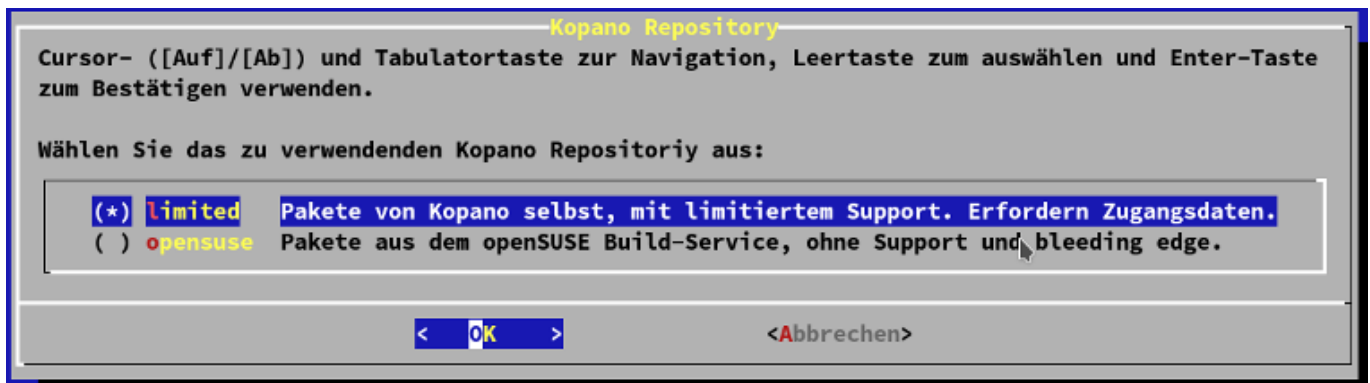 Kopano Repository
Cursor- ([Auf]/[Ab]) und Tabulatortaste zur Navigation, Leertaste zum auswählen und Enter-Taste
zum Bestätigen verwenden.
Wählen Sie das zu verwendenden Kopano Repositoriy aus:
(*) limited Pakete von Kopano selbst, mit limitiertem Support. Erfordern Zugangsdaten.
( ) opensuse Pakete aus dem openSUSE Build-Service, ohne Support und bleeding edge.
< OK > <Abbrechen>